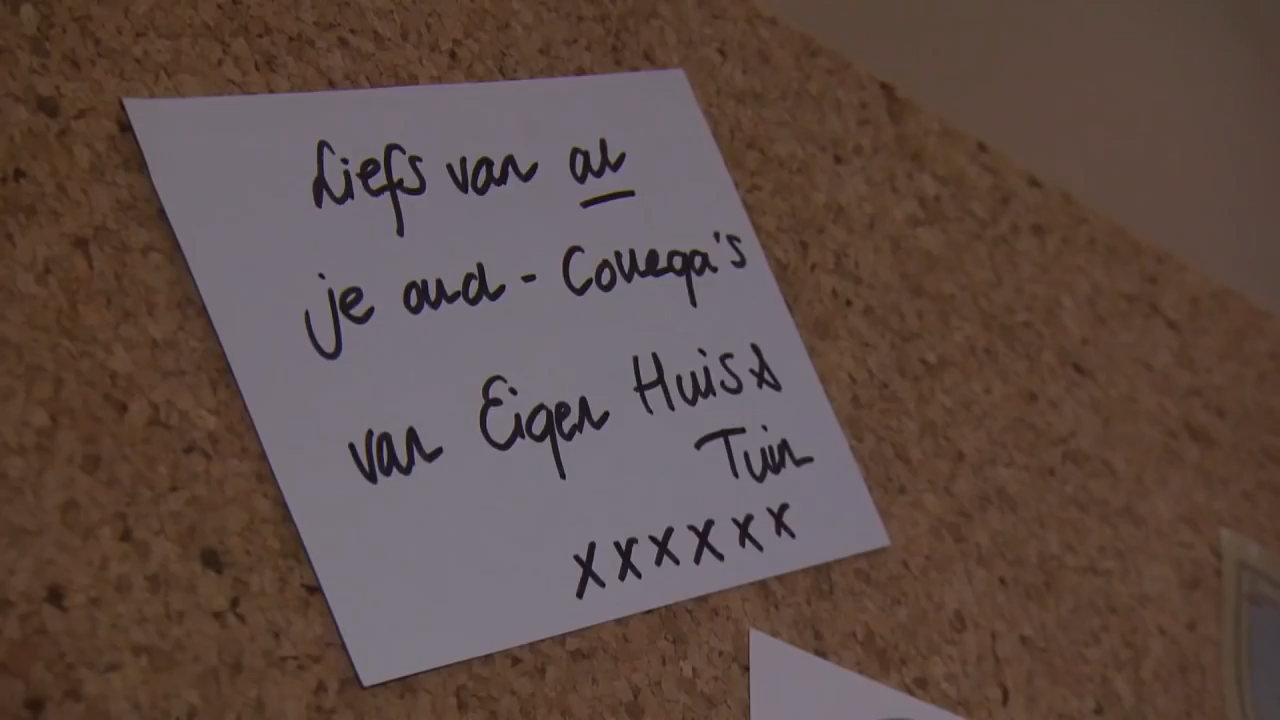 Liefs van al
je oud - Collega's
van Eigen Huis &
Tuin
xxxxxx